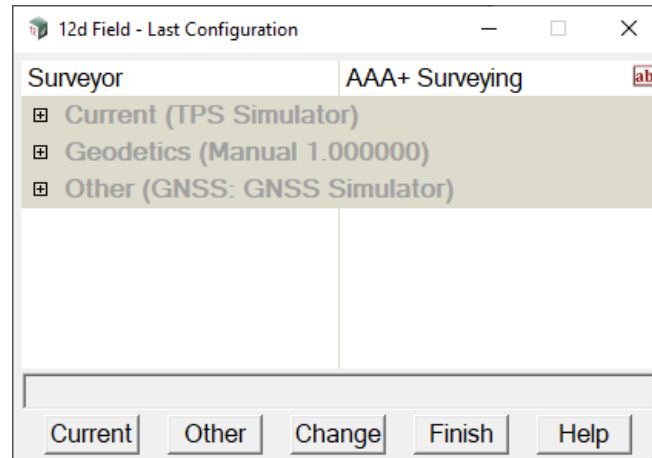 12d Field - Last Configuration
Surveyor AAA+ Surveying ab
Current (TPS Simulator)
Geodetics (Manual 1.000000)
Other (GNSS: GNSS Simulator)
Current Other Change Finish Help